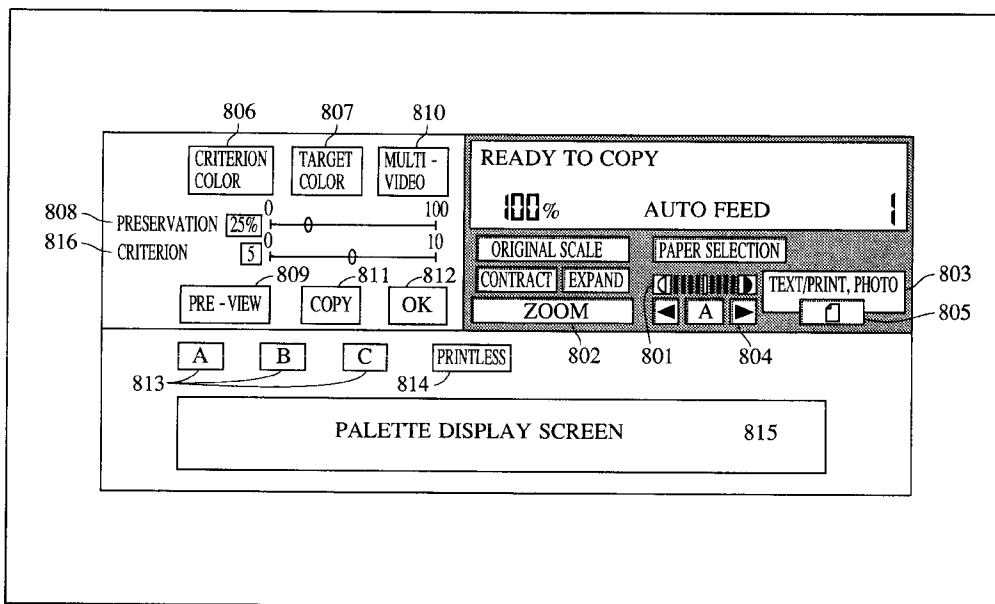 806 807 810
CRITERION COLOR
TARGET COLOR
MULTI - VIDEO
808 PRESERVATION 25% 0 100
816 CRITERION 5 0 10
809 811 812
PRE - VIEW COPY OK
READY TO COPY
100% AUTO FEED 1
ORIGINAL SCALE PAPER SELECTION
CONTRACT EXPAND
TEXT/PRINT, PHOTO 803
ZOOM A 805
802 801 804
A B C PRINTLESS
813 814
PALETTE DISPLAY SCREEN 815